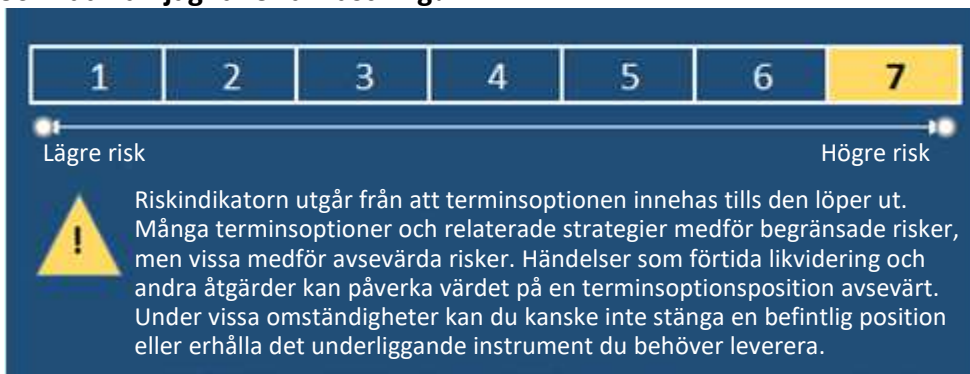 1 2 3 4 5 6 7
Lägre risk Högre risk
Riskindikatorn utgår från att terminsoptionen innehas tills den löper ut.
Många terminsoptioner och relaterade strategier medför begränsade risker,
men vissa medför avsevärda risker. Händelser som förtida likvidering och
andra åtgärder kan påverka värdet på en terminsoptionsposition avsevärt.
Under vissa omständigheter kan du kanske inte stänga en befintlig position
eller erhålla det underliggande instrument du behöver leverera.